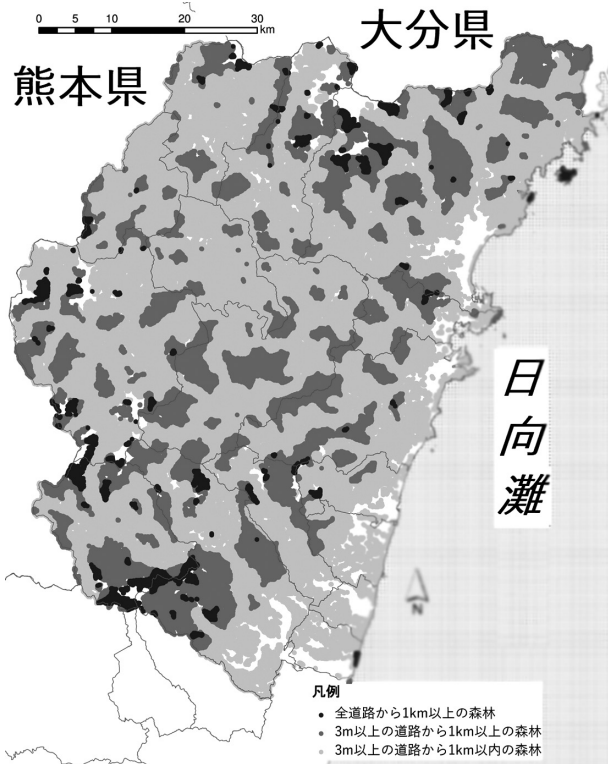 0 5 10 20 30
km
大分県
熊本県
日向灘
N
凡例
全道路から1km以上の森林
3m以上の道路から1km以上の森林
3m以上の道路から1km以内の森林